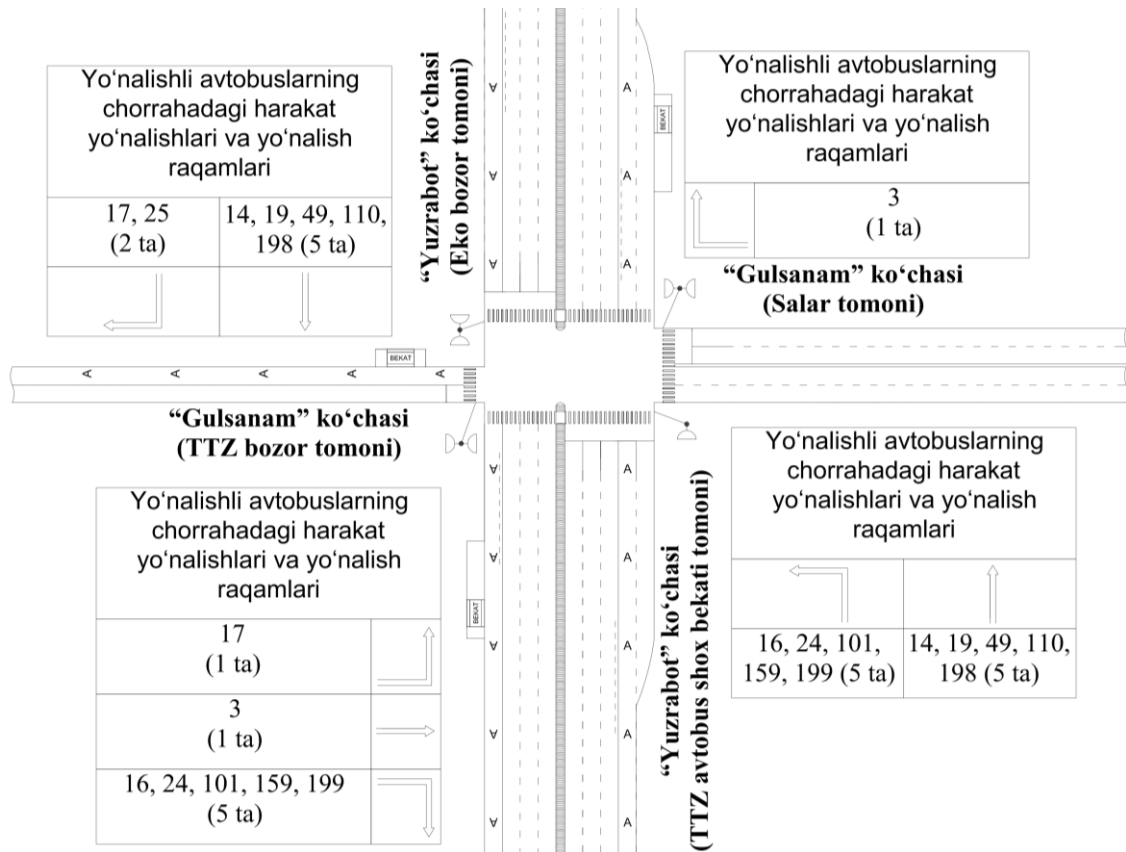 Yo‘nalishli avtobuslarning
chorrahadagi harakat
yo‘nalishlari va yo‘nalish
raqamlari
17, 25
(2 ta)
14, 19, 49, 110,
198 (5 ta)
“Yuzrabot” ko‘chasi
(Eko bozor tomoni)
A
A
A
A
A
A
A
A
BEKAT
Yo‘nalishli avtobuslarning
chorrahadagi harakat
yo‘nalishlari va yo‘nalish
raqamlari
3
(1 ta)
“Gulsanam” ko‘chasi
(Salar tomoni)
BEKAT
A
A
A
A
A
“Gulsanam” ko‘chasi
(TTZ bozor tomoni)
Yo‘nalishli avtobuslarning
chorrahadagi harakat
yo‘nalishlari va yo‘nalish
raqamlari
17
(1 ta)
3
(1 ta)
16, 24, 101, 159, 199
(5 ta)
BEKAT
A
A
A
A
A
A
A
A
A
A
“Yuzrabot” ko‘chasi
(TTZ avtobus shox bekati tomoni)
Yo‘nalishli avtobuslarning
chorrahadagi harakat
yo‘nalishlari va yo‘nalish
raqamlari
16, 24, 101,
159, 199 (5 ta)
14, 19, 49, 110,
198 (5 ta)